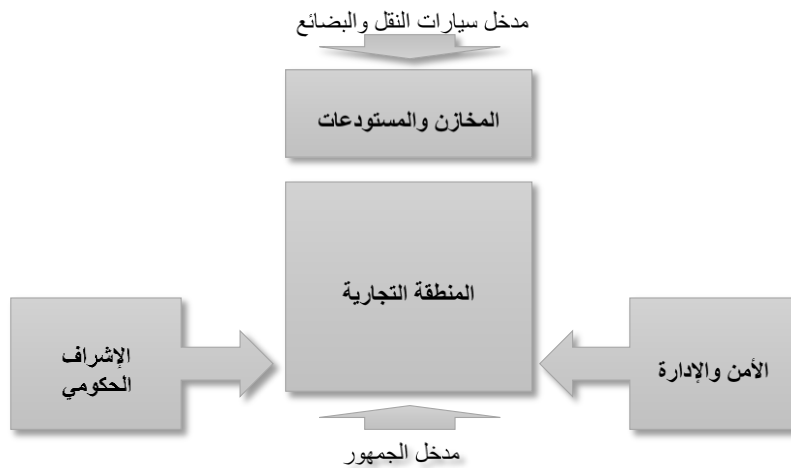 مدخل سيارات النقل والبضائع
المخازن والمستودعات
المنطقة التجارية
الأمن والإدارة
الإشراف
الحكومي
مدخل الجمهور